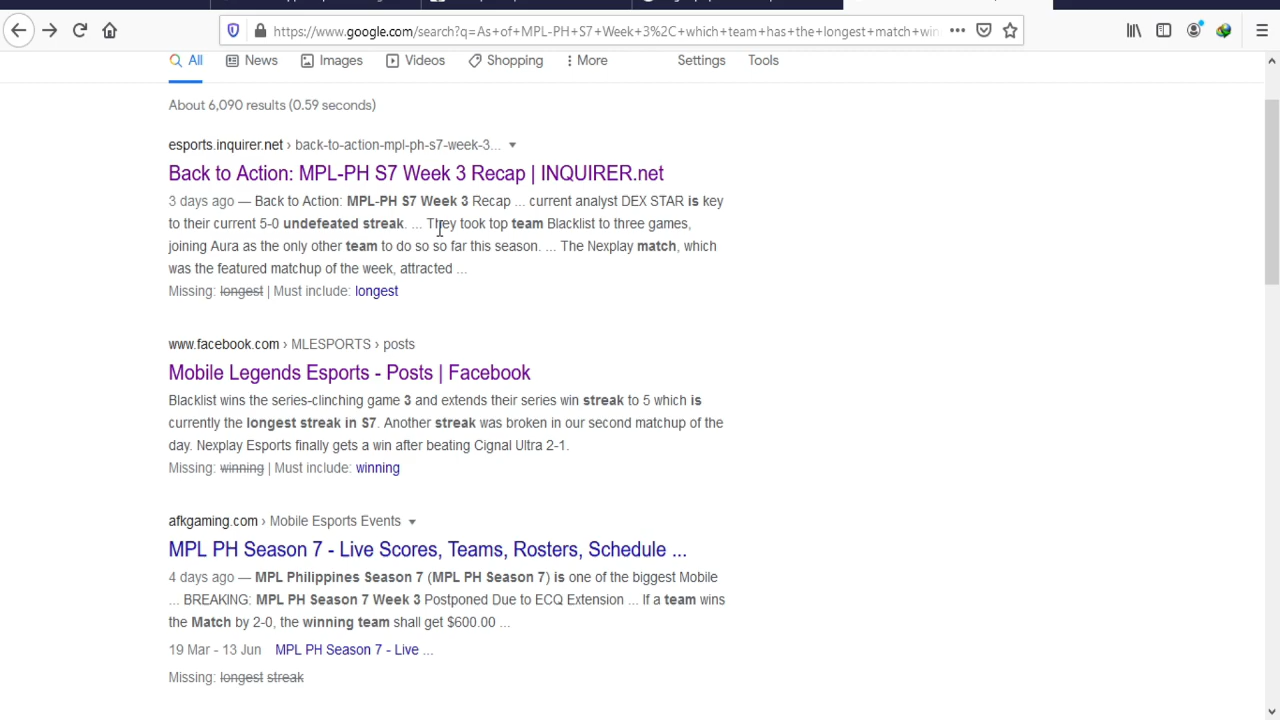 https://www.google.com/search?q=As+of+MPL-PH+S7+Week+3%2C+which+team+has+the+longest+match+win
All News Images Videos Shopping More Settings Tools
About 6,090 results (0.59 seconds)
esports.inquirer.net › back-to-action-mpl-ph-s7-week-3...
Back to Action: MPL-PH S7 Week 3 Recap | INQUIRER.net
3 days ago — Back to Action: MPL-PH S7 Week 3 Recap ... current analyst DEX STAR is key
to their current 5-0 undefeated streak. ... They took top team Blacklist to three games,
joining Aura as the only other team to do so so far this season. ... The Nexplay match, which
was the featured matchup of the week, attracted ...
Missing: longest | Must include: longest
www.facebook.com › MLESPORTS › posts
Mobile Legends Esports - Posts | Facebook
Blacklist wins the series-clinching game 3 and extends their series win streak to 5 which is
currently the longest streak in S7. Another streak was broken in our second matchup of the
day. Nexplay Esports finally gets a win after beating Cignal Ultra 2-1.
Missing: winning | Must include: winning
afkgaming.com › Mobile Esports Events
MPL PH Season 7 - Live Scores, Teams, Rosters, Schedule ...
4 days ago — MPL Philippines Season 7 (MPL PH Season 7) is one of the biggest Mobile
... BREAKING: MPL PH Season 7 Week 3 Postponed Due to ECQ Extension ... If a team wins
the Match by 2-0, the winning team shall get $600.00 ...
19 Mar - 13 Jun MPL PH Season 7 - Live ...
Missing: longest streak